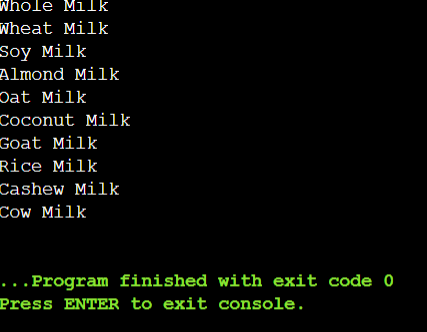 Whole Milk
Wheat Milk
Soy Milk
Almond Milk
Oat Milk
Coconut Milk
Goat Milk
Rice Milk
Cashew Milk
Cow Milk
...Program finished with exit code 0
Press ENTER to exit console.